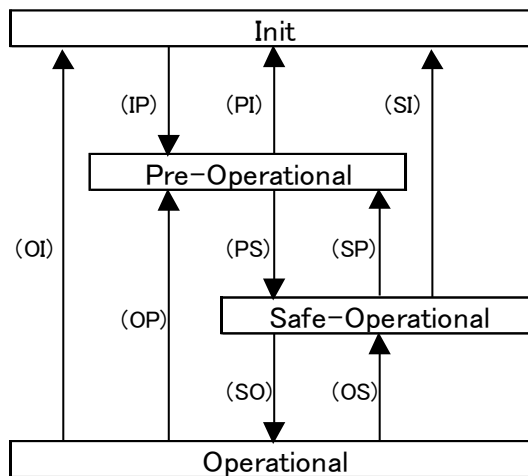 Init
(IP) (PI) (SI)
Pre-Operational
(OI) (PS) (SP)
(OP)
Safe-Operational
(SO) (OS)
Operational